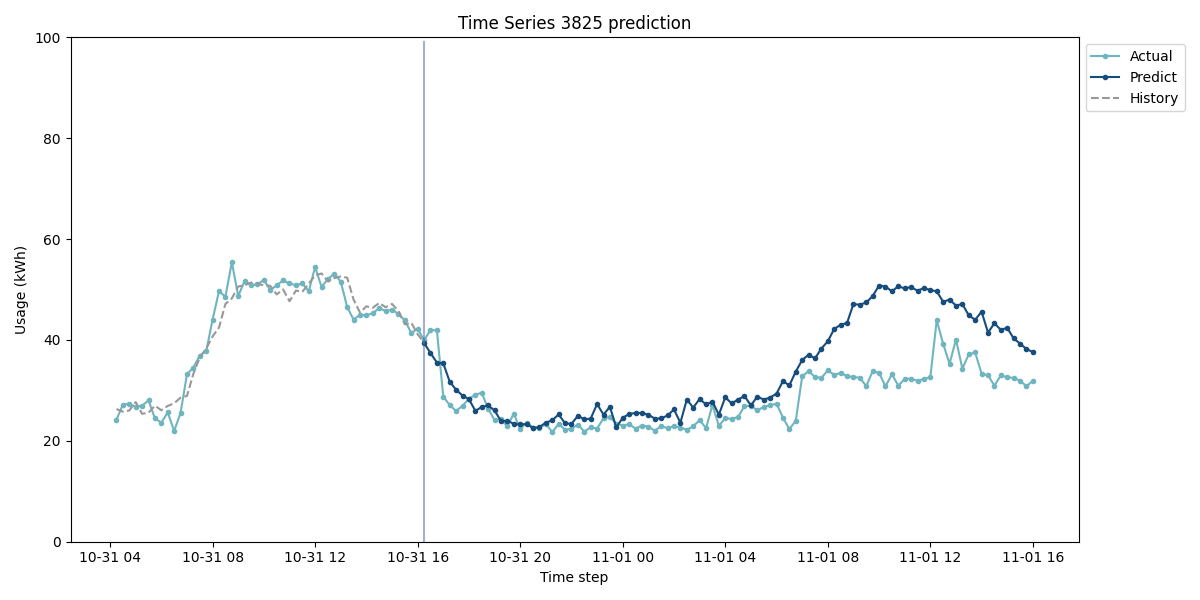 Time Series 3825 prediction
100
80
60
40
20
0
Usage (kWh)
10-31 04
10-31 08
10-31 12
10-31 16
10-31 20
11-01 00
11-01 04
11-01 08
11-01 12
11-01 16
Time step
Actual
Predict
History